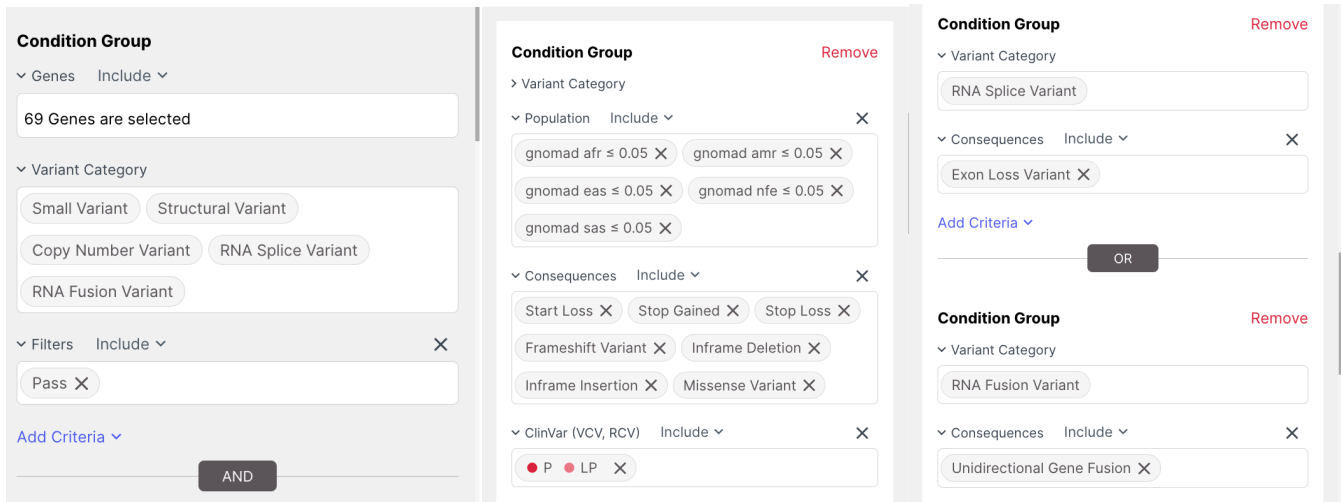 Condition Group
Genes Include
69 Genes are selected
Variant Category
Small Variant Structural Variant
Copy Number Variant RNA Splice Variant
RNA Fusion Variant
Filters Include
Pass
Add Criteria
AND
Condition Group Remove
Variant Category
Population Include
gnomad afr ≤ 0.05 gnomad amr ≤ 0.05
gnomad eas ≤ 0.05 gnomad nfe ≤ 0.05
gnomad sas ≤ 0.05
Consequences Include
Start Loss Stop Gained Stop Loss
Frameshift Variant Inframe Deletion
Inframe Insertion Missense Variant
ClinVar (VCV, RCV) Include
P LP
Condition Group Remove
Variant Category
RNA Splice Variant
Consequences Include
Exon Loss Variant
Add Criteria
OR
Condition Group Remove
Variant Category
RNA Fusion Variant
Consequences Include
Unidirectional Gene Fusion